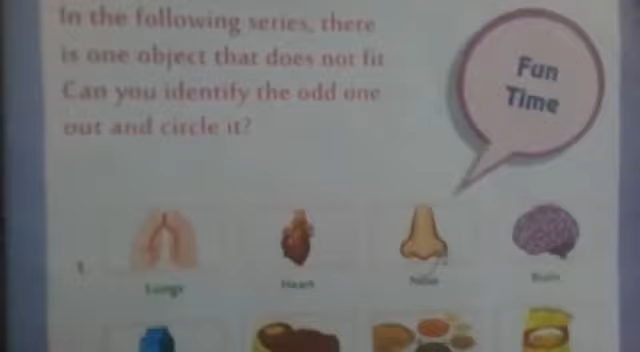 In the following series, there
is one object that does not fit
Can you identify the odd one
out and circle it?
Fun
Time
1.
Lungs
Heart
Nose
Brain